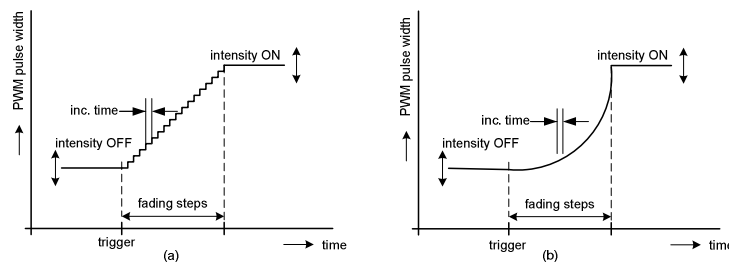 (a)
PWM pulse width
intensity ON
inc. time
intensity OFF
fading steps
trigger
time
(b)
PWM pulse width
intensity ON
inc. time
intensity OFF
fading steps
trigger
time